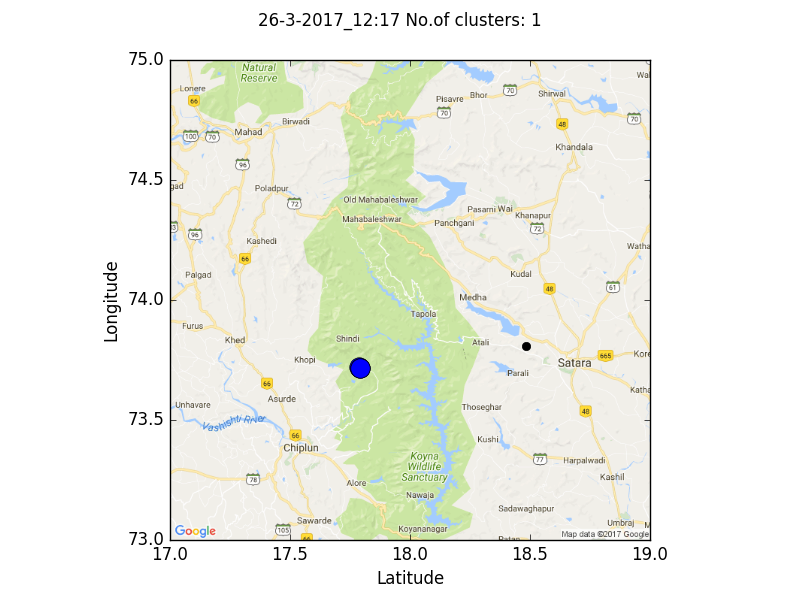 26-3-2017_12:17 No.of clusters: 1
75.0
74.5
74.0
73.5
73.0
17.0
17.5
18.0
18.5
19.0
Longitude
Latitude
Natural
Reserve
Lonere
66
Pisavre
Bhor
70
Shirwal
70
70
100
70
Mahad
Birwadi
48
Khandala
96
Poladpur
72
Old Mahabaleshwar
Mahabaleshwar
Pasarni
Wai
Khanapur
Panchgani
72
96
Kashedi
66
Palgad
Kudal
48
61
Medha
Tapola
Furus
Khed
Shindi
Khopi
Atali
Satara
665
Parali
66
Asurde
Unhavare
Vashishti River
66
Chiplun
Thoseghar
48
Kushi
Koyna
Wildlife
Sanctuary
77
Harpalwadi
Kashil
78
Alore
Nawaja
Sadawaghapur
Sawarde
105
66
Koyananagar
Umbraj
Google
Map data ©2017 Google